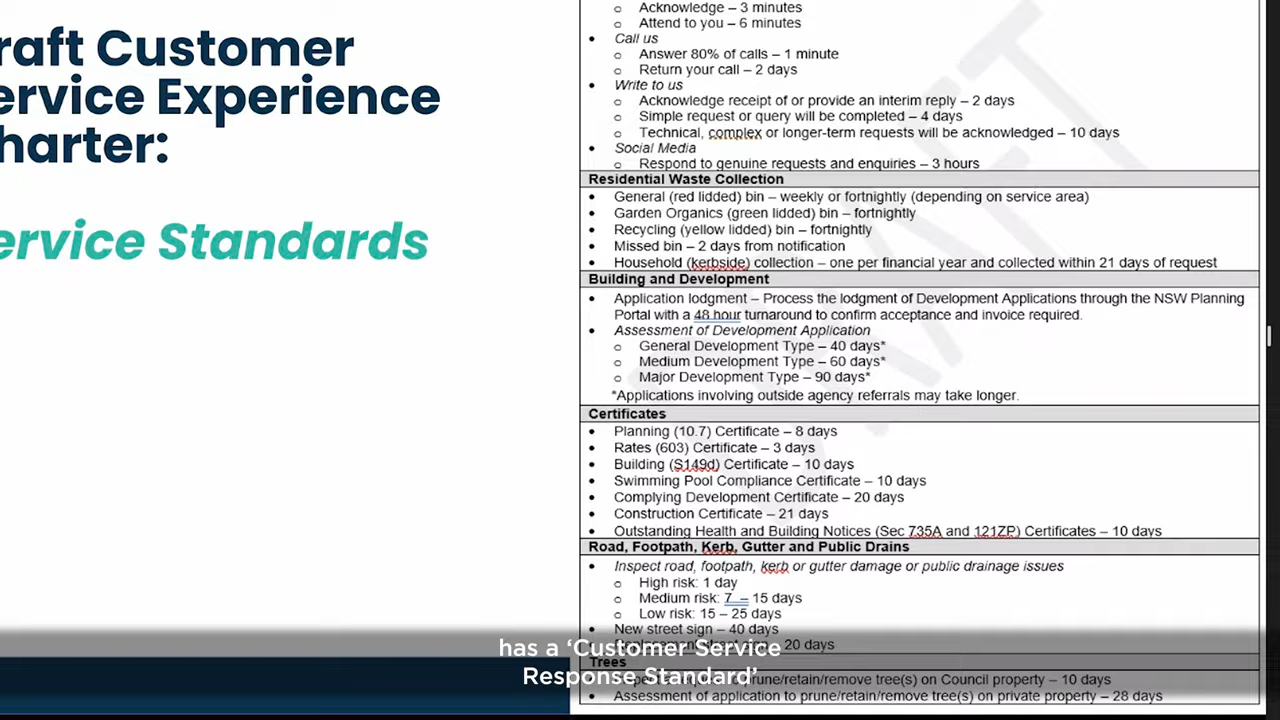 raft Customer
ervice Experience
harter:
ervice Standards
Acknowledge – 3 minutes
Attend to you – 6 minutes
Call us
Answer 80% of calls – 1 minute
Return your call – 2 days
Write to us
Acknowledge receipt of or provide an interim reply – 2 days
Simple request or query will be completed – 4 days
Technical, complex or longer-term requests will be acknowledged – 10 days
Social Media
Respond to genuine requests and enquiries – 3 hours
Residential Waste Collection
General (red lidded) bin – weekly or fortnightly (depending on service area)
Garden Organics (green lidded) bin – fortnightly
Recycling (yellow lidded) bin – fortnightly
Missed bin – 2 days from notification
Household (kerbside) collection – one per financial year and collected within 21 days of request
Building and Development
Application lodgment – Process the lodgment of Development Applications through the NSW Planning
Portal with a 48 hour turnaround to confirm acceptance and invoice required.
Assessment of Development Application
General Development Type – 40 days*
Medium Development Type – 60 days*
Major Development Type – 90 days*
*Applications involving outside agency referrals may take longer.
Certificates
Planning (10.7) Certificate – 8 days
Rates (603) Certificate – 3 days
Building (S149d) Certificate – 10 days
Swimming Pool Compliance Certificate – 10 days
Complying Development Certificate – 20 days
Construction Certificate – 21 days
Outstanding Health and Building Notices (Sec 735A and 121ZP) Certificates – 10 days
Road, Footpath, Kerb, Gutter and Public Drains
Inspect road, footpath, kerb or gutter damage or public drainage issues
High risk: 1 day
Medium risk: 7 – 15 days
Low risk: 15 – 25 days
New street sign – 40 days
20 days
Trees
prune/retain/remove tree(s) on Council property – 10 days
Assessment of application to prune/retain/remove tree(s) on private property – 28 days
has a ‘Customer Service
Response Standard’
DRAFT